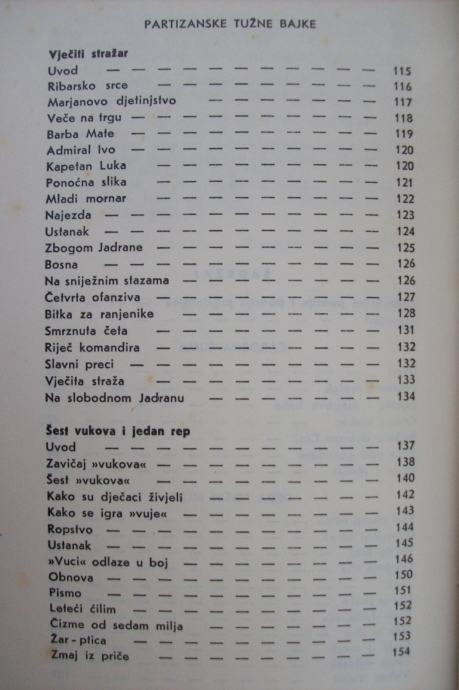 PARTIZANSKE TUŽNE BAJKE
Vječiti stražar
Uvod — — — — — — — — — — — 115
Ribarsko srce — — — — — — — — — 116
Marjanovo djetinjstvo — — — — — — — 117
Veče na trgu — — — — — — — — — 118
Barba Mate — — — — — — — — — — 119
Admiral Ivo — — — — — — — — — 120
Kapetan Luka — — — — — — — — — 120
Ponoćna slika — — — — — — — — — 121
Mladi mornar — — — — — — — — — 122
Najezda — — — — — — — — — — — 123
Ustanak — — — — — — — — — — — 124
Zbogom Jadrane — — — — — — — — — 125
Bosna — — — — — — — — — — — 126
Na sniježnim stazama — — — — — — — 126
Četvrta ofanziva — — — — — — — — 127
Bitka za ranjenike — — — — — — — — 128
Smrznuta četa — — — — — — — — — 131
Riječ komandira — — — — — — — — — 132
Slavni preci — — — — — — — — — — 132
Vječita straža — — — — — — — — — 133
Na slobodnom Jadranu — — — — — — — 134
Šest vukova i jedan rep
Uvod — — — — — — — — — — — 137
Zavičaj »vukova« — — — — — — — — 138
Šest »vukova« — — — — — — — — — 140
Kako su dječaci živjeli — — — — — — — 142
Kako se igra »vuje« — — — — — — — — 143
Ropstvo — — — — — — — — — — — 144
Ustanak — — — — — — — — — — — 145
»Vuci« odlaze u boj — — — — — — — — 146
Obnova — — — — — — — — — — — 150
Pismo — — — — — — — — — — — 151
Leteći ćilim — — — — — — — — — — 152
Čizme od sedam milja — — — — — — — 152
Žar-ptica — — — — — — — — — — 153
Zmaj iz priče — — — — — — — — — — 154